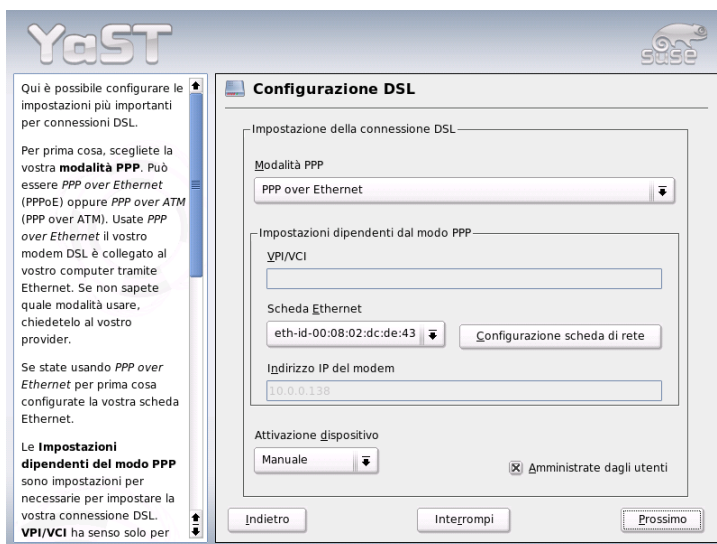 YaST
SUSE
Qui è possibile configurare le
impostazioni più importanti
per connessioni DSL.
Per prima cosa, scegliete la
vostra modalità PPP. Può
essere PPP over Ethernet
(PPPoE) oppure PPP over ATM
(PPP over ATM). Usate PPP
over Ethernet il vostro
modem DSL è collegato al
vostro computer tramite
Ethernet. Se non sapete
quale modalità usare,
chiedetelo al vostro
provider.
Se state usando PPP over
Ethernet per prima cosa
configurate la vostra scheda
Ethernet.
Le Impostazioni
dipendenti del modo PPP
sono impostazioni per
necessarie per impostare la
vostra connessione DSL.
VPI/VCI ha senso solo per
Configurazione DSL
Impostazione della connessione DSL
Modalità PPP
PPP over Ethernet
Impostazioni dipendenti dal modo PPP
VPI/VCI
Scheda Ethernet
eth-id-00:08:02:dc:de:43
Configurazione scheda di rete
Indirizzo IP del modem
10.0.0.138
Attivazione dispositivo
Manuale
Amministrate dagli utenti
Indietro
Interrompi
Prossimo